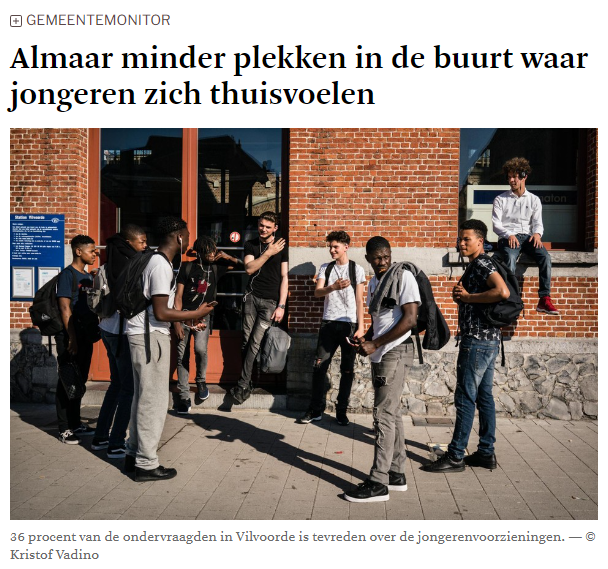 GEMEENTEMONITOR
Almaar minder plekken in de buurt waar
jongeren zich thuisvoelen
Station Vilvoorde
36 procent van de ondervraagden in Vilvoorde is tevreden over de jongerenvoorzieningen. — ©
Kristof Vadino